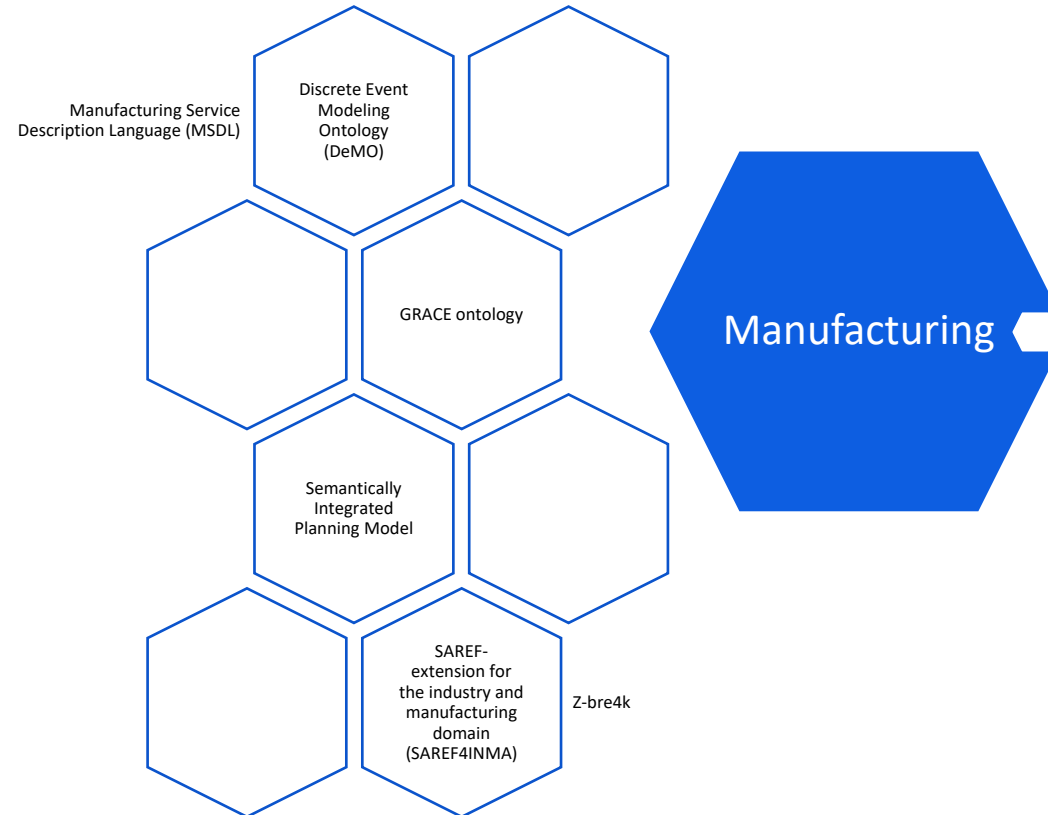 Manufacturing Service
Description Language (MSDL)
Discrete Event
Modeling
Ontology
(DeMO)
GRACE ontology
Manufacturing
Semantically
Integrated
Planning Model
SAREF-
extension for
the industry and
manufacturing
domain
(SAREF4INMA)
Z-bre4k